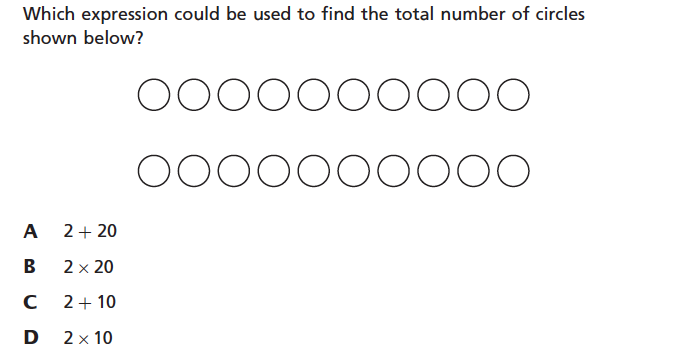 Which expression could be used to find the total number of circles
shown below?
A 2 + 20
B 2 × 20
C 2 + 10
D 2 × 10